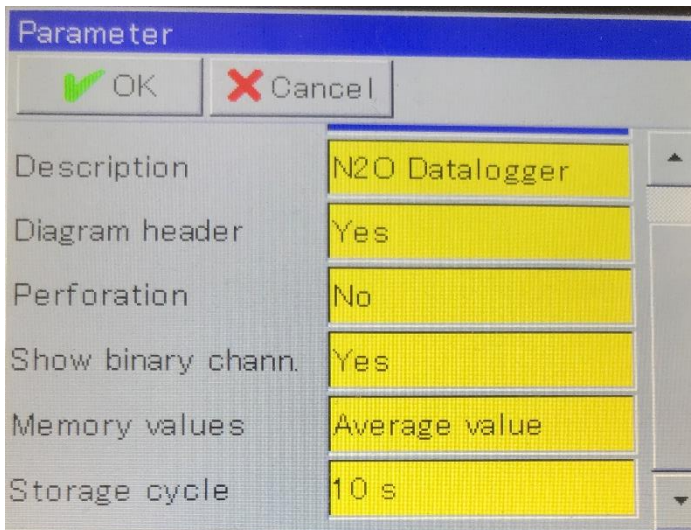 Parameter
OK Cancel
Description N2O Datalogger
Diagram header Yes
Perforation No
Show binary chann. Yes
Memory values Average value
Storage cycle 10 s